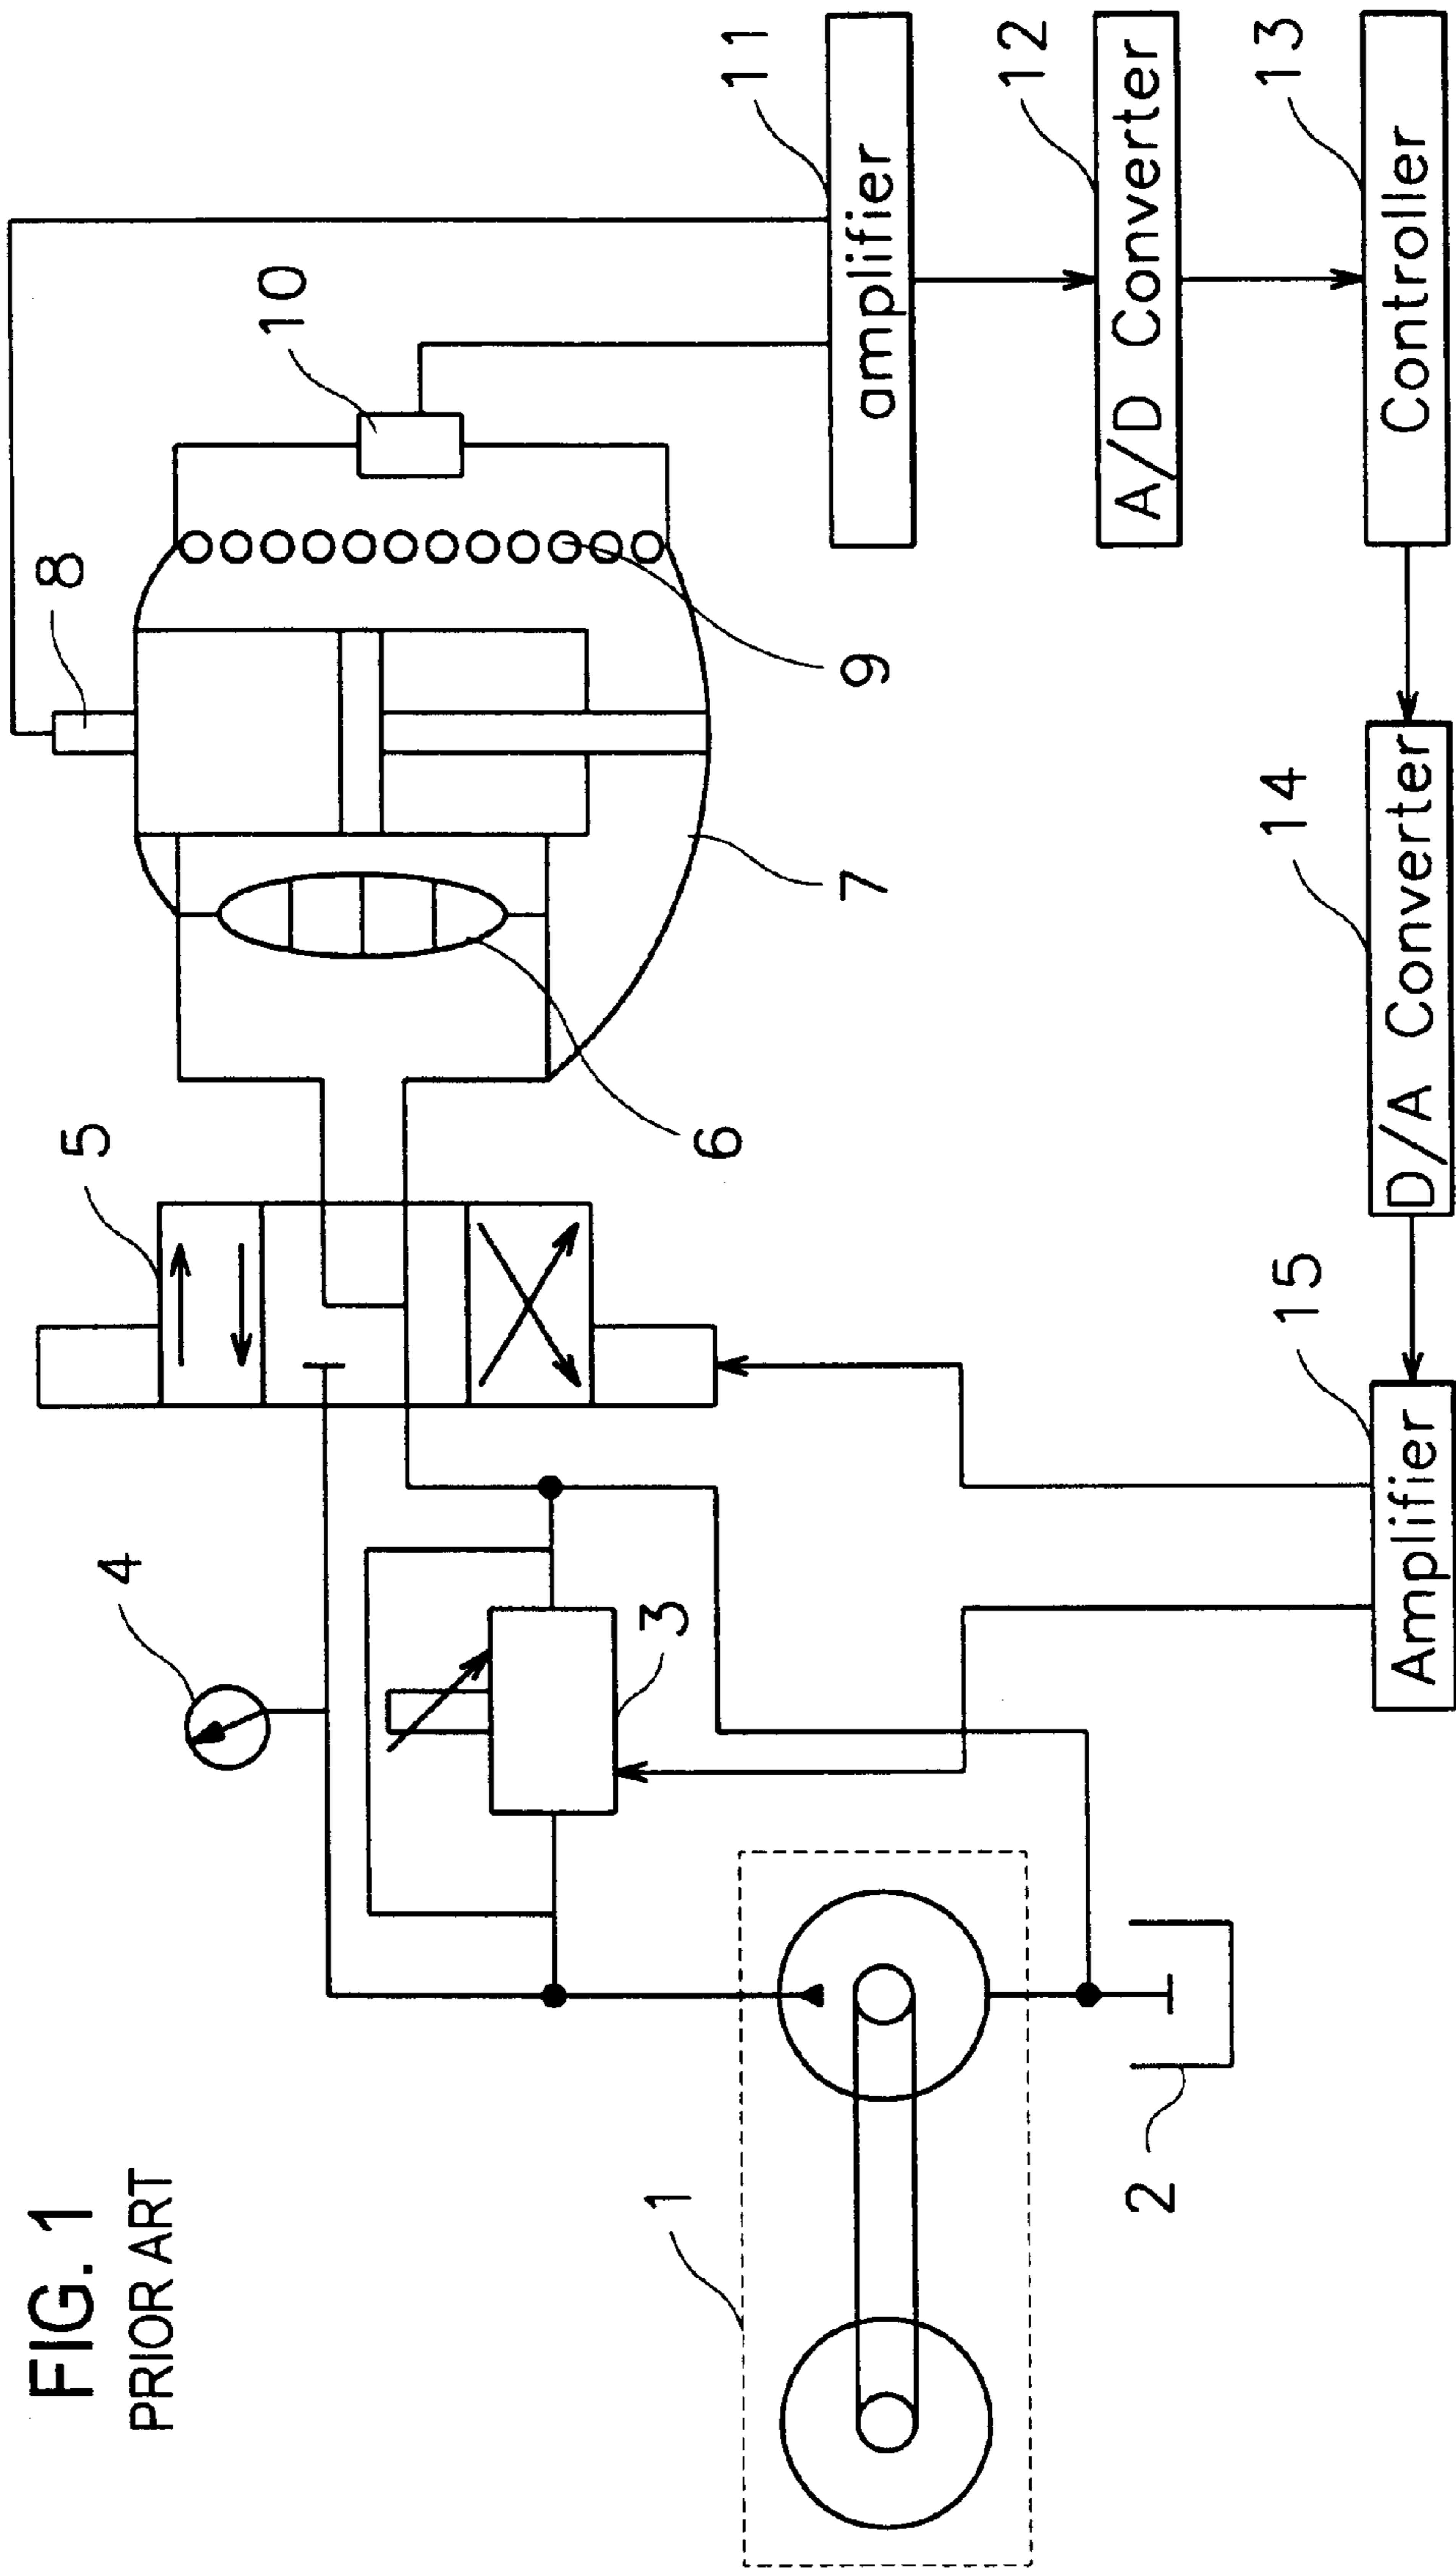 FIG. 1
PRIOR ART
1
2
3
4
5
6
7
8
9
10
11
amplifier
12
A/D Converter
13
Controller
14
D/A Converter
15
Amplifier